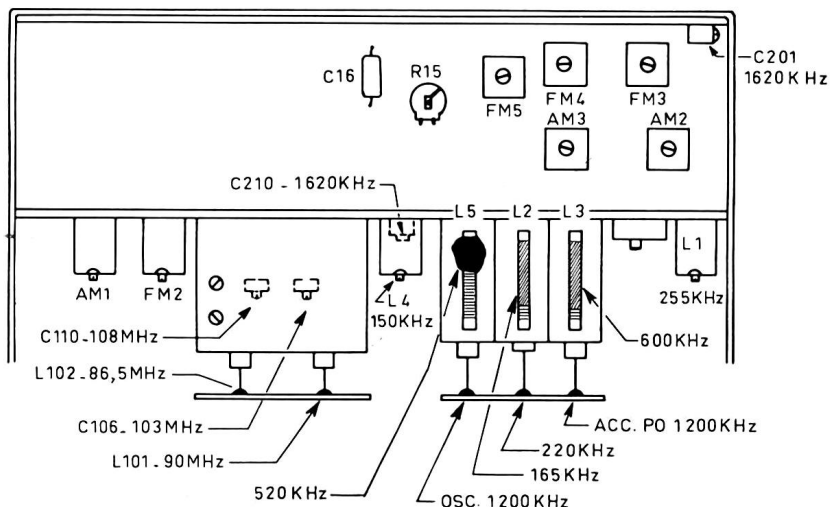 C201
1620KHz
C16
R15
FM5
FM4
FM3
AM3
AM2
C210 - 1620KHz
L5
L2
L3
L1
AM1
FM2
L4
150KHz
255KHz
C110-108MHz
600KHz
L102-86,5MHz
C106-103MHz
ACC. PO 1200KHz
L101-90MHz
220KHz
165KHz
520KHz
OSC. 1200KHz